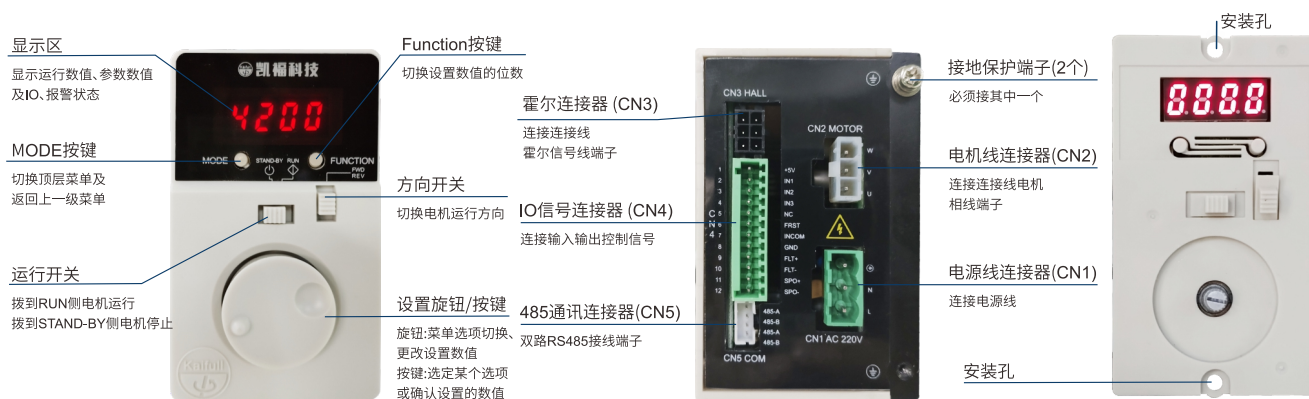 显示区
显示运行数值、参数数值
及IO、报警状态
MODE按键
切换顶层菜单及
返回上一级菜单
运行开关
拨到RUN侧电机运行
拨到STAND-BY侧电机停止
凯福科技
4200
MODE
STAND-BY
RUN
FUNCTION
FWD
REV
Kaifull
Function按键
切换设置数值的位数
方向开关
切换电机运行方向
设置旋钮/按键
旋钮:菜单选项切换、
更改设置数值
按键:选定某个选项
或确认设置的数值
霍尔连接器 (CN3)
连接连接线
霍尔信号线端子
IO信号连接器 (CN4)
连接输入输出控制信号
485通讯连接器(CN5)
双路RS485接线端子
CN3 HALL
CN2 MOTOR
W
V
U
CN4
1 +5V
2 IN1
3 IN2
4 IN3
5 NC
6 FRST
7 INCOM
8 GND
9 FLT+
10 FLT-
11 SPO+
12 SPO-
N
L
485-A
485-B
485-A
485-B
CN1 AC 220V
CN5 COM
接地保护端子(2个)
必须接其中一个
电机线连接器(CN2)
连接连接线电机
相线端子
电源线连接器(CN1)
连接电源线
安装孔
8.8.8.8.
安装孔